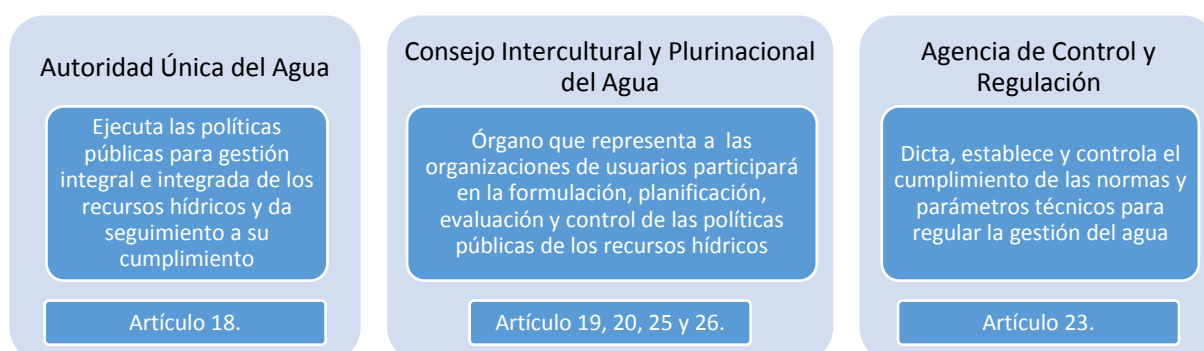 Autoridad Única del Agua
Ejecuta las políticas
públicas para gestión
integral e integrada de los
recursos hídricos y da
seguimiento a su
cumplimiento
Artículo 18.
Consejo Intercultural y Plurinacional
del Agua
Órgano que representa a las
organizaciones de usuarios participará
en la formulación, planificación,
evaluación y control de las políticas
públicas de los recursos hídricos
Artículo 19, 20, 25 y 26.
Agencia de Control y
Regulación
Dicta, establece y controla el
cumplimiento de las normas y
parámetros técnicos para
regular la gestión del agua
Artículo 23.